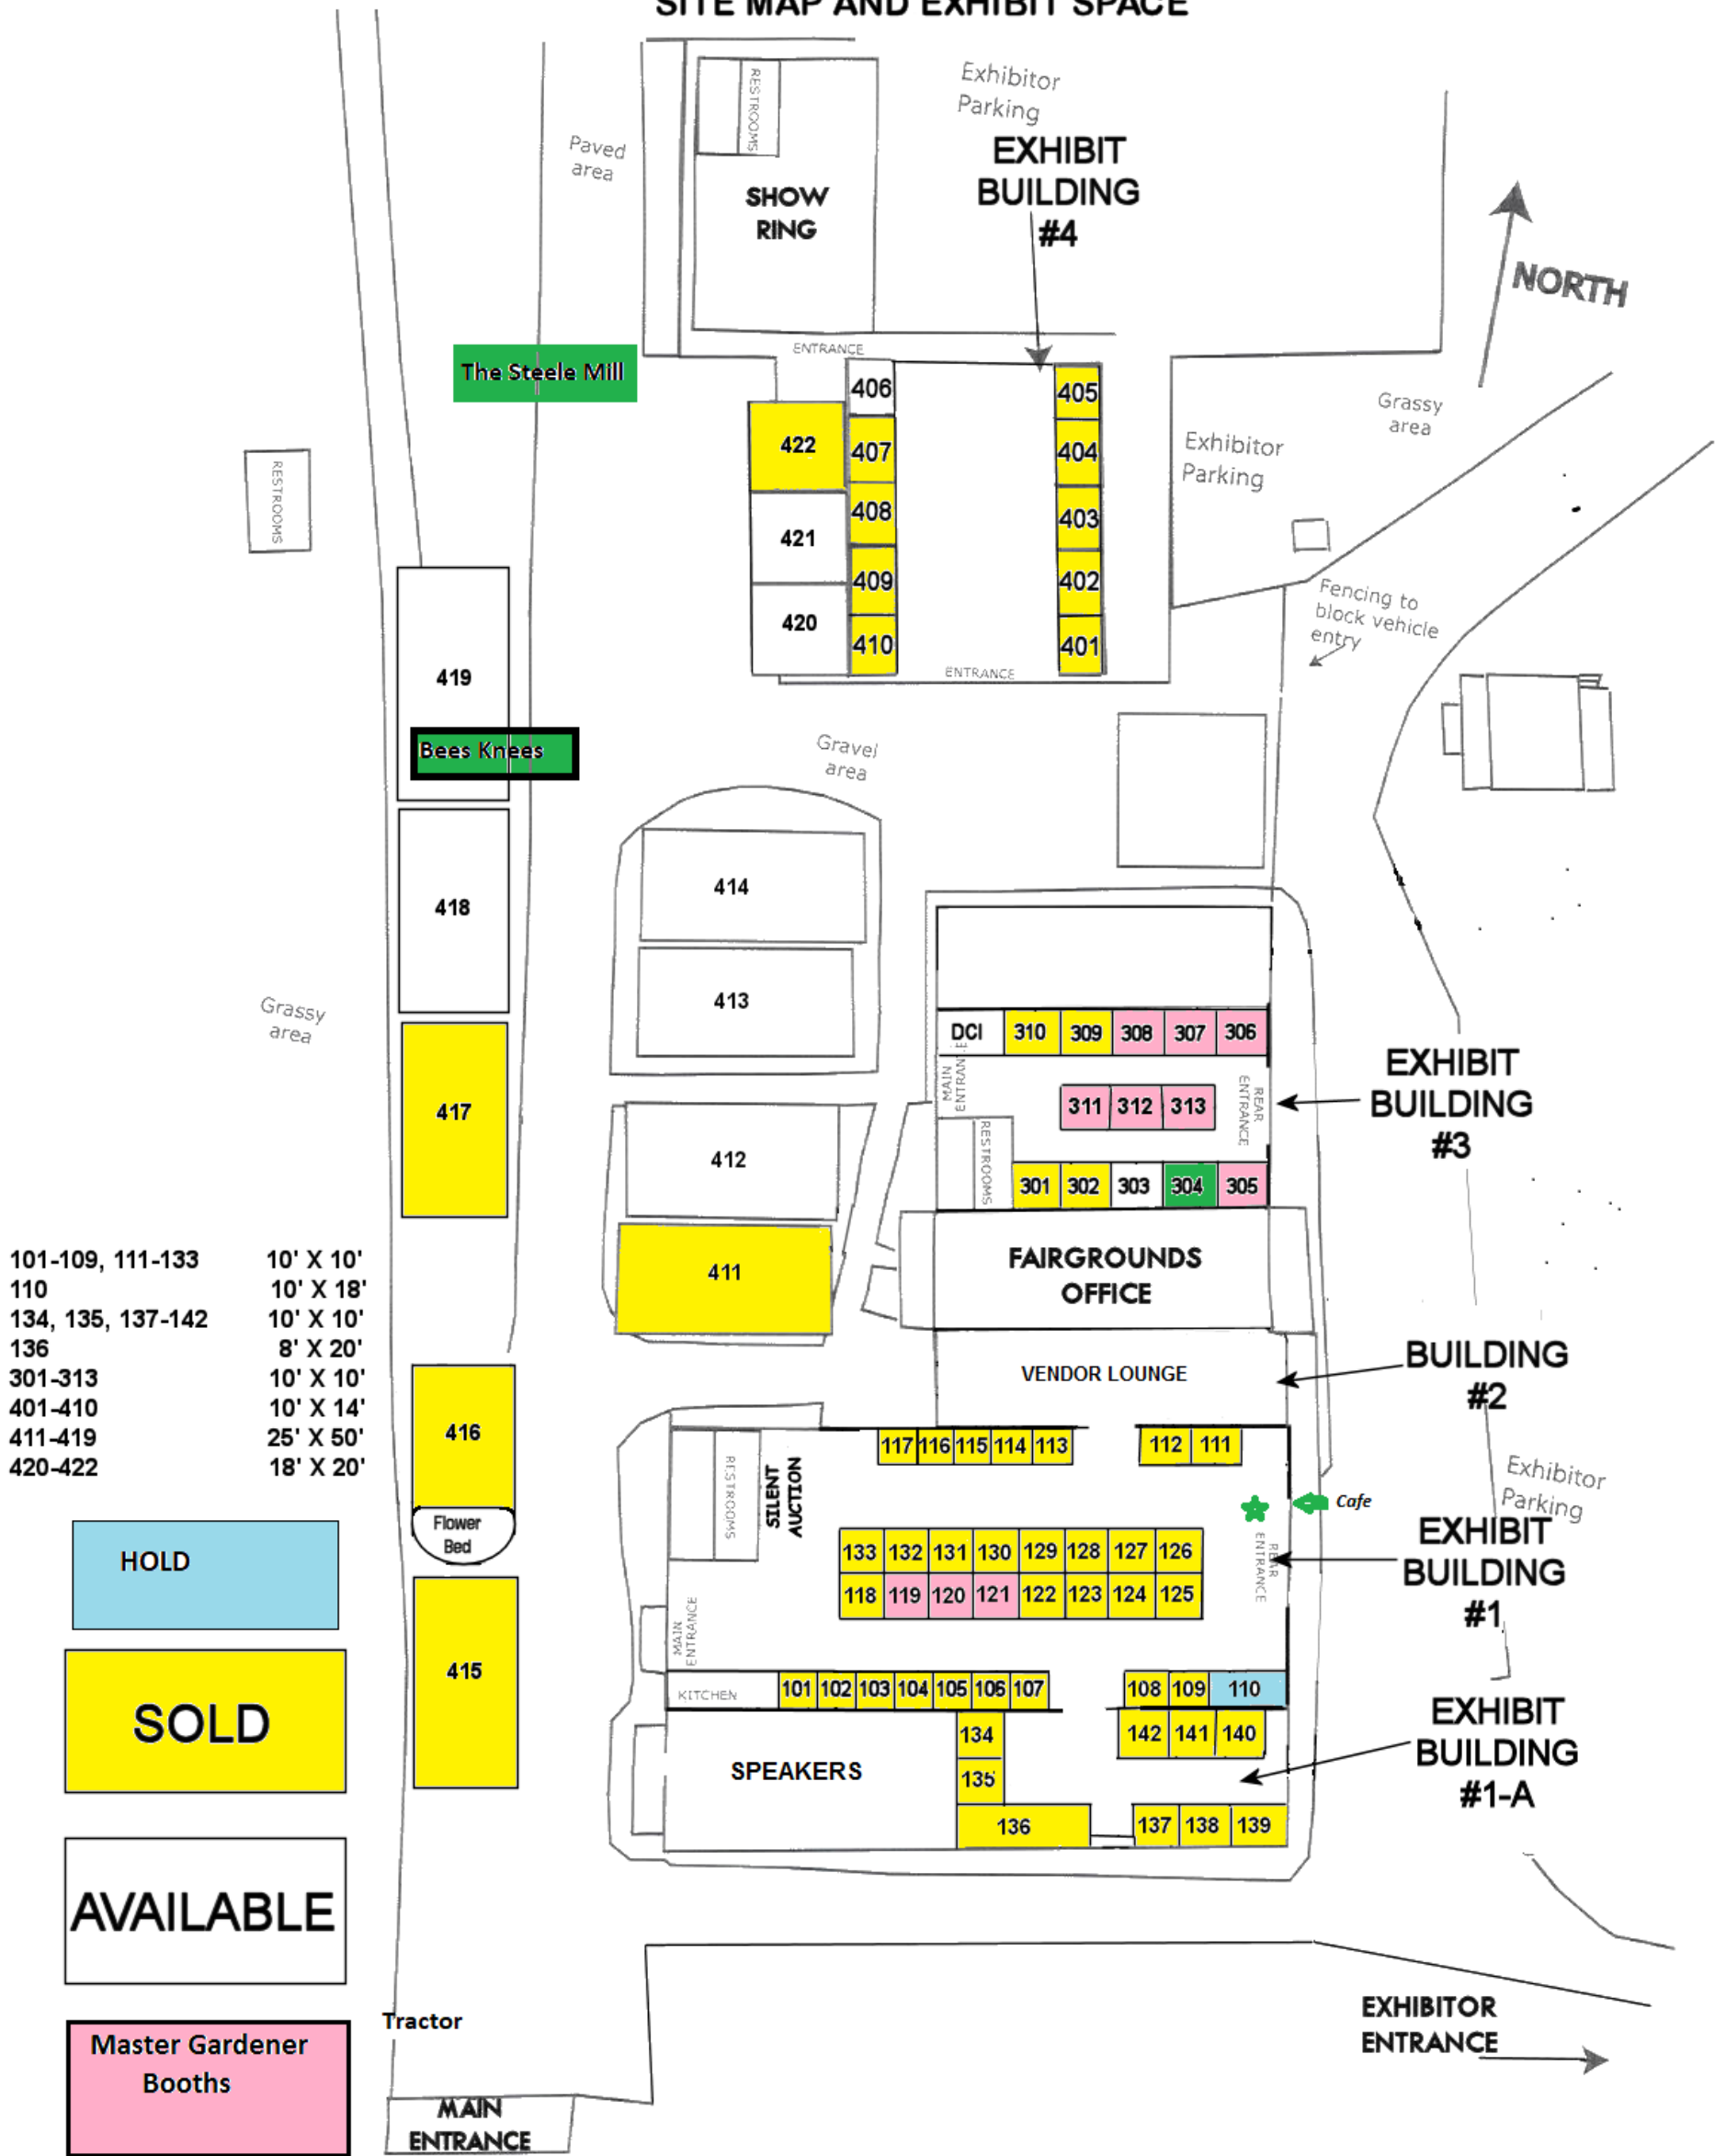 SITE MAP AND EXHIBIT SPACE
RESTROOMS
Exhibitor
Parking
Paved
area
SHOW
RING
EXHIBIT
BUILDING
#4
NORTH
The Steele Mill
ENTRANCE
406
405
422
407
404
408
403
421
409
402
420
410
401
ENTRANCE
Exhibitor
Parking
Grassy
area
RESTROOMS
Fencing to
block vehicle
entry
419
Bees Knees
Gravel
area
418
414
413
Grassy
area
417
DCI 310 309 308 307 306
MAIN
ENTRANCE
311 312 313
REAR
ENTRANCE
RESTROOMS
301 302 303 304 305
EXHIBIT
BUILDING
#3
412
411
FAIRGROUNDS
OFFICE
101-109, 111-133 10' X 10'
110 10' X 18'
134, 135, 137-142 10' X 10'
136 8' X 20'
301-313 10' X 10'
401-410 10' X 14'
411-419 25' X 50'
420-422 18' X 20'
VENDOR LOUNGE
BUILDING
#2
416
Flower
Bed
415
117 116 115 114 113 112 111
RESTROOMS
SILENT
AUCTION
Cafe
Exhibitor
Parking
133 132 131 130 129 128 127 126
118 119 120 121 122 123 124 125
REAR
ENTRANCE
EXHIBIT
BUILDING
#1
MAIN
ENTRANCE
KITCHEN 101 102 103 104 105 106 107 108 109 110
134
142 141 140
SPEAKERS
135
136
137 138 139
EXHIBIT
BUILDING
#1-A
HOLD
SOLD
AVAILABLE
Master Gardener
Booths
Tractor
MAIN
ENTRANCE
EXHIBITOR
ENTRANCE